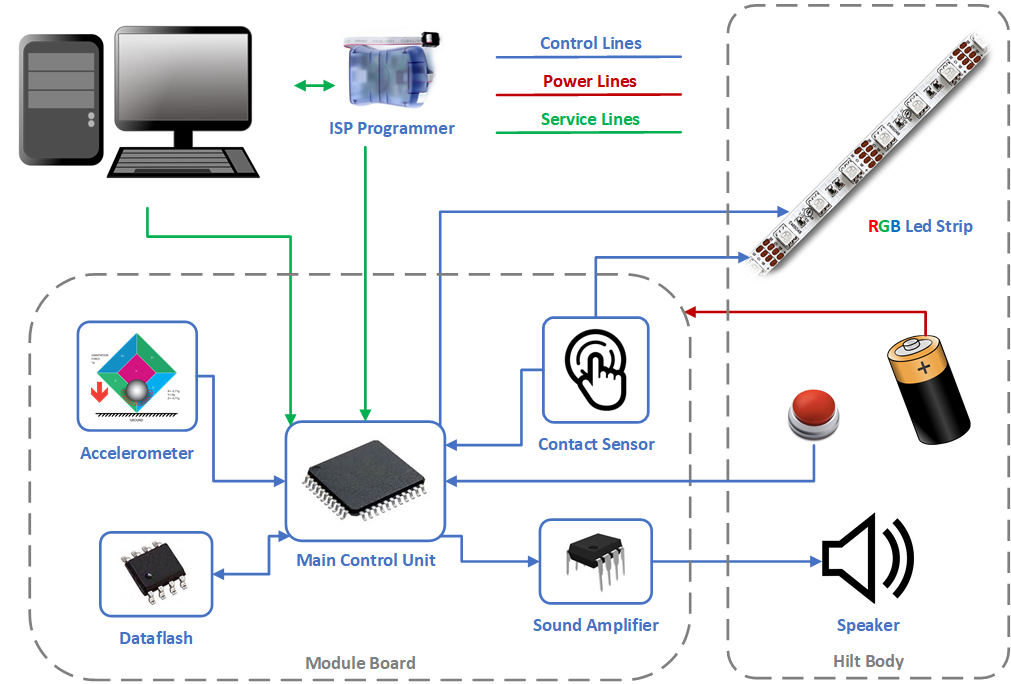 Control Lines
Power Lines
Service Lines
ISP Programmer
RGB Led Strip
GROUND
Accelerometer
Contact Sensor
Main Control Unit
Dataflash
Sound Amplifier
Speaker
Module Board
Hilt Body